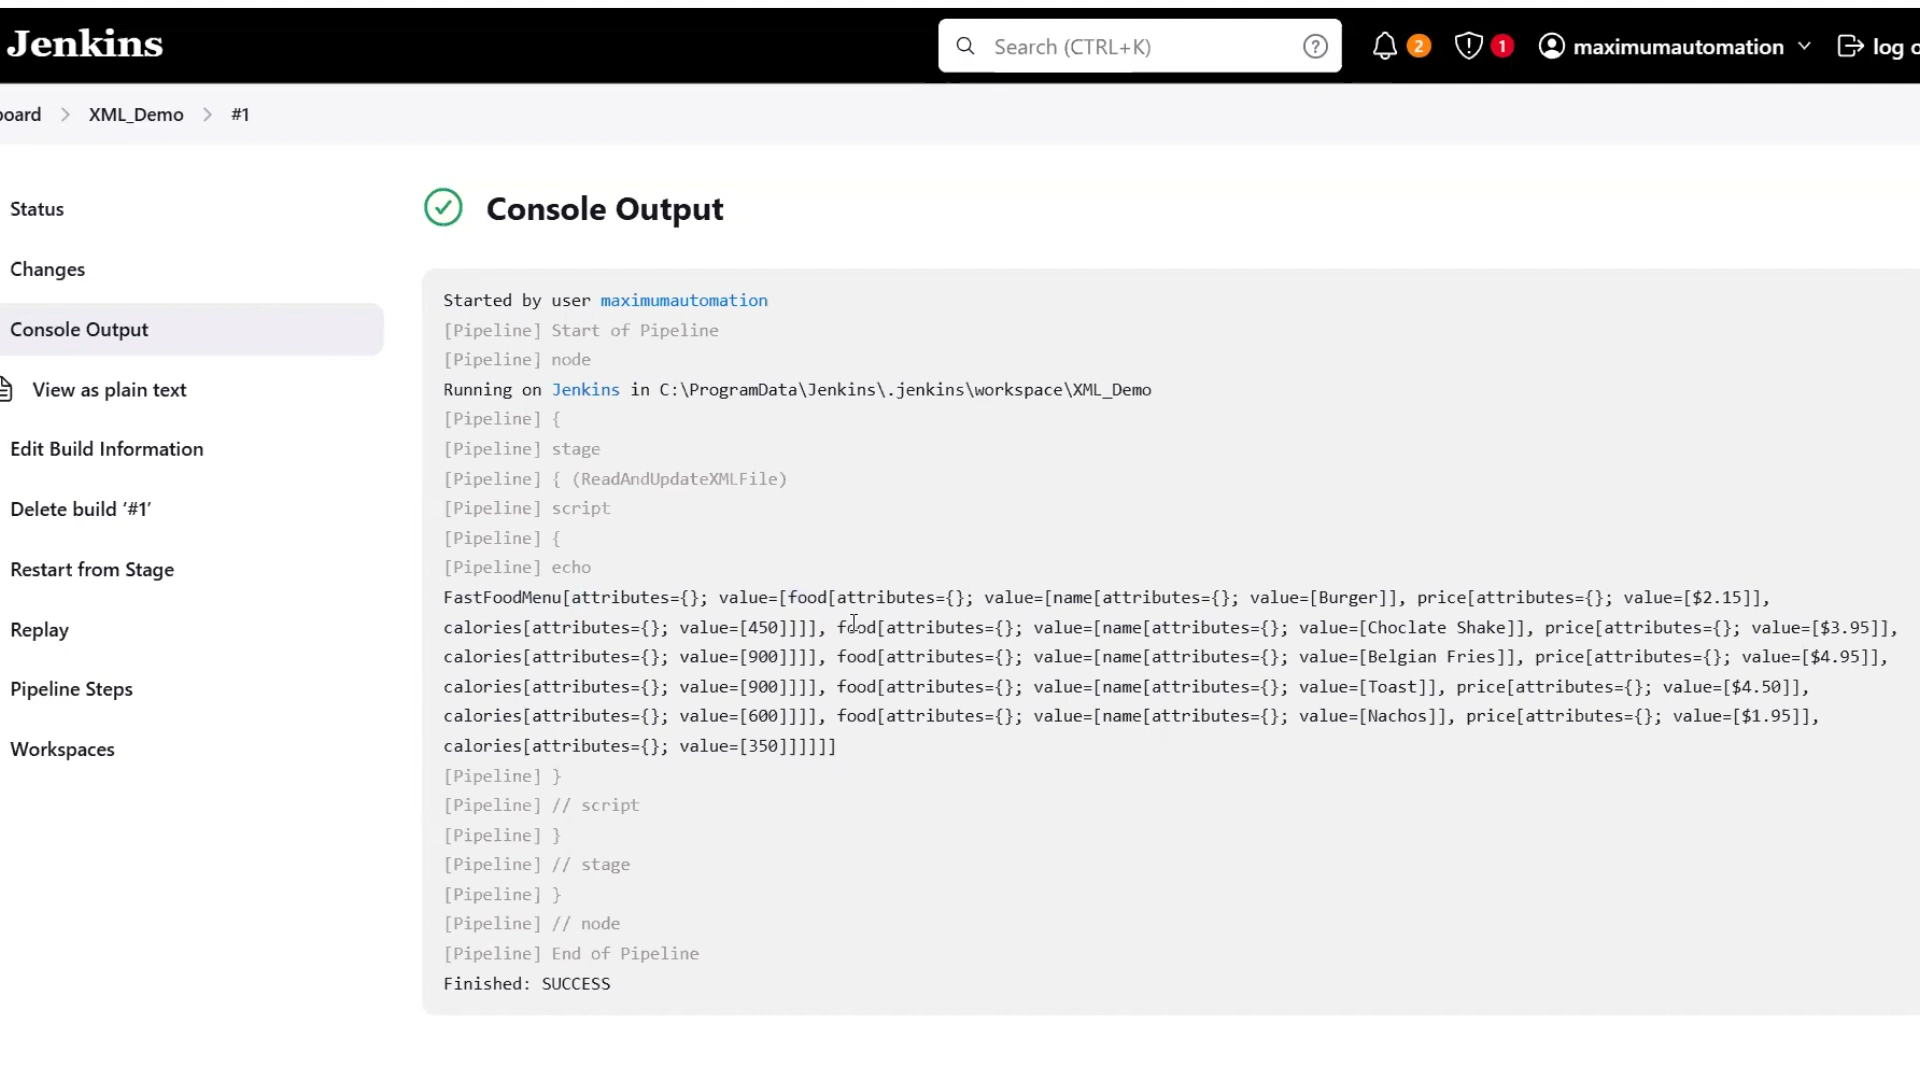 Jenkins
Search (CTRL+K)
2
1
maximumautomation
log
XML_Demo
#1
Status
Changes
Console Output
View as plain text
Edit Build Information
Delete build ‘#1’
Restart from Stage
Replay
Pipeline Steps
Workspaces
Console Output
Started by user maximumautomation
[Pipeline] Start of Pipeline
[Pipeline] node
Running on Jenkins in C:\ProgramData\Jenkins\.jenkins\workspace\XML_Demo
[Pipeline] {
[Pipeline] stage
[Pipeline] { (ReadAndUpdateXMLFile)
[Pipeline] script
[Pipeline] {
[Pipeline] echo
FastFoodMenu[attributes={}; value=[food[attributes={}; value=[name[attributes={}; value=[Burger]], price[attributes={}; value=[$2.15]],
calories[attributes={}; value=[450]]]], food[attributes={}; value=[name[attributes={}; value=[Choclate Shake]], price[attributes={}; value=[$3.95]],
calories[attributes={}; value=[900]]]], food[attributes={}; value=[name[attributes={}; value=[Belgian Fries]], price[attributes={}; value=[$4.95]],
calories[attributes={}; value=[900]]]], food[attributes={}; value=[name[attributes={}; value=[Toast]], price[attributes={}; value=[$4.50]],
calories[attributes={}; value=[600]]]], food[attributes={}; value=[name[attributes={}; value=[Nachos]], price[attributes={}; value=[$1.95]],
calories[attributes={}; value=[350]]]]]]
[Pipeline] }
[Pipeline] // script
[Pipeline] }
[Pipeline] // stage
[Pipeline] }
[Pipeline] // node
[Pipeline] End of Pipeline
Finished: SUCCESS